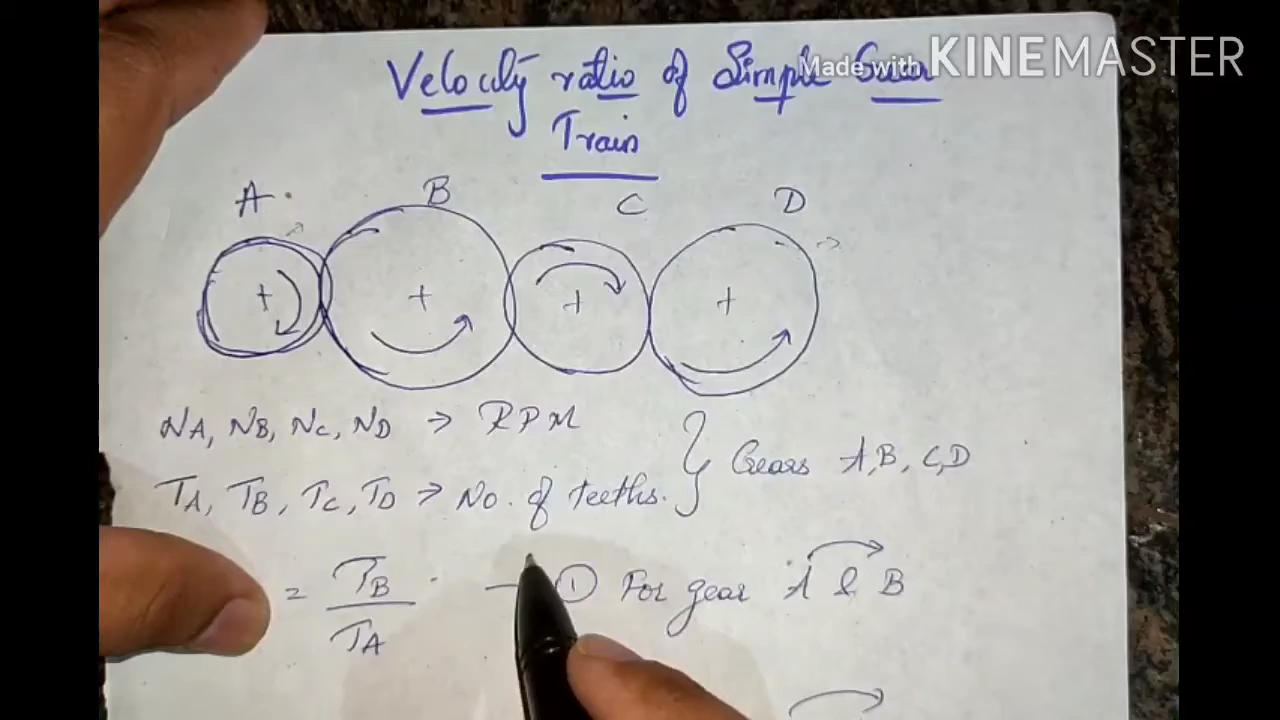 Made with KINEMASTER
Velocity ratio of Simple Gear
Train
A B C D
NA, NB, NC, ND → RPM
TA, TB, TC, TD → No. of teeths. } Gears A,B, C,D
= TB / TA — ① For gear A & B